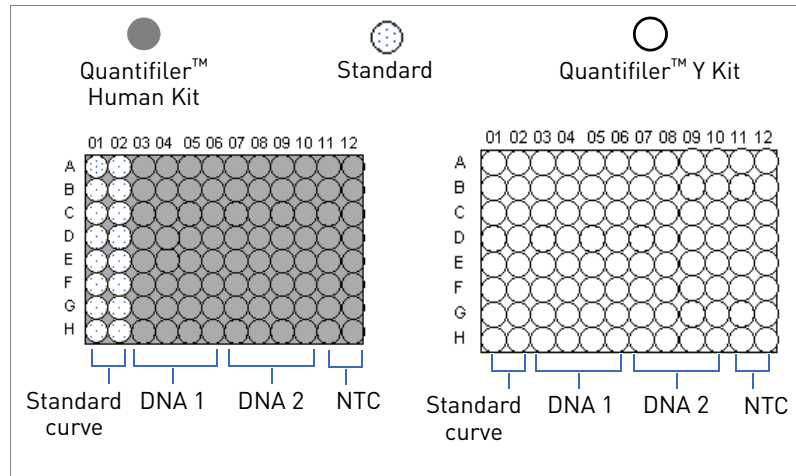 Quantifiler™
Human Kit
Standard
Quantifiler™ Y Kit
01 02 03 04 05 06 07 08 09 10 11 12
A
B
C
D
E
F
G
H
Standard
curve
DNA 1
DNA 2
NTC
01 02 03 04 05 06 07 08 09 10 11 12
A
B
C
D
E
F
G
H
Standard
curve
DNA 1
DNA 2
NTC